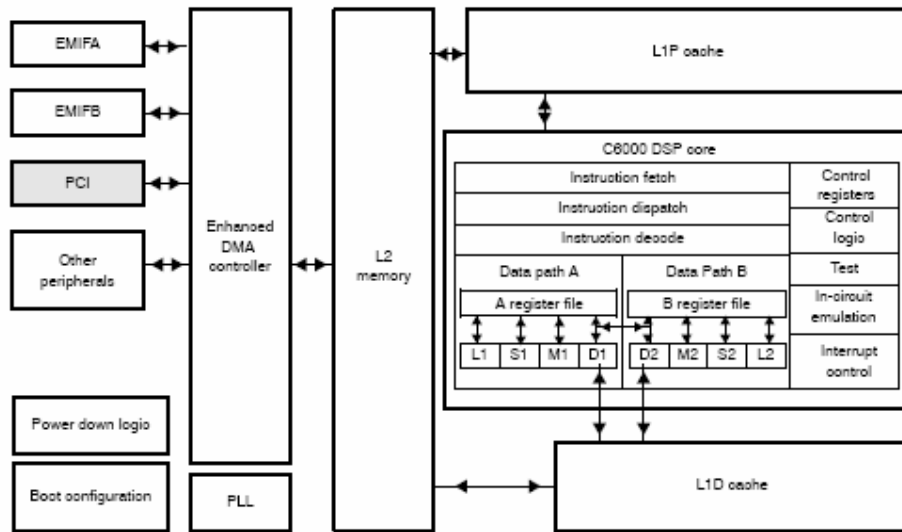 EMIFA
EMIFB
PCI
Other
peripherals
Power down logic
Boot configuration
Enhanced
DMA
controller
PLL
L2
memory
L1P cache
C6000 DSP core
Instruction fetch
Instruction dispatch
Instruction decode
Control
registers
Control
logic
Test
In-circuit
emulation
Interrupt
control
Data path A
A register file
L1 S1 M1 D1
Data Path B
B register file
D2 M2 S2 L2
L1D cache